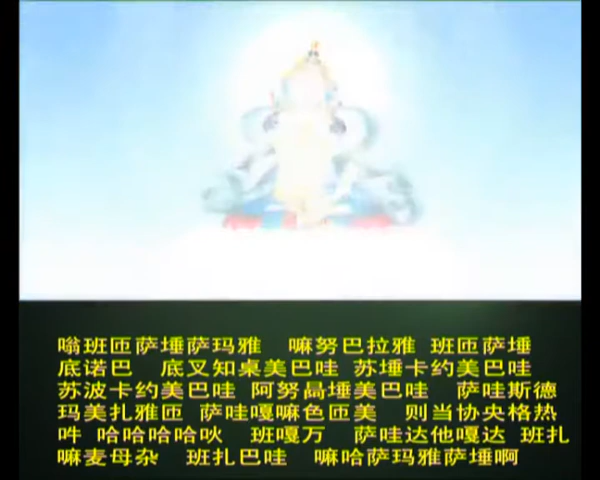 嗡班匝萨埵萨玛雅 嘛努巴拉雅 班匝萨埵
底诺巴 底叉知桌美巴哇 苏埵卡约美巴哇
苏波卡约美巴哇 阿努晑埵美巴哇 萨哇斯德
玛美扎雅匝 萨哇嘎嘛色匝美 则当协央格热
吽 哈哈哈哈吙 班嘎万 萨哇达他嘎达 班扎
嘛麦母杂 班扎巴哇 嘛哈萨玛雅萨埵啊